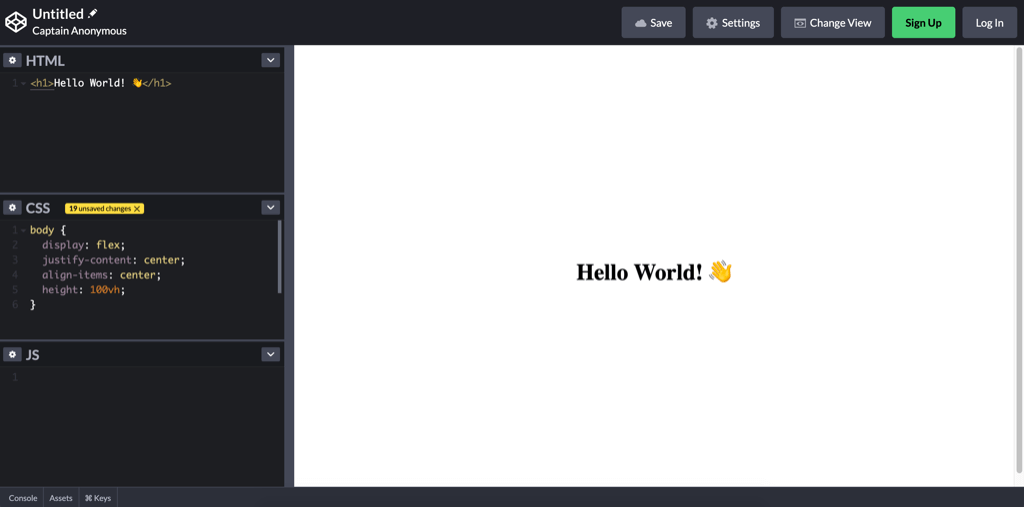 Untitled
Captain Anonymous
Save
Settings
Change View
Sign Up
Log In
HTML
1 <h1>Hello World! 👋</h1>
CSS
19 unsaved changes X
1 body {
2   display: flex;
3   justify-content: center;
4   align-items: center;
5   height: 100vh;
6 }
JS
1
Hello World! 👋
Console
Assets
⌘ Keys